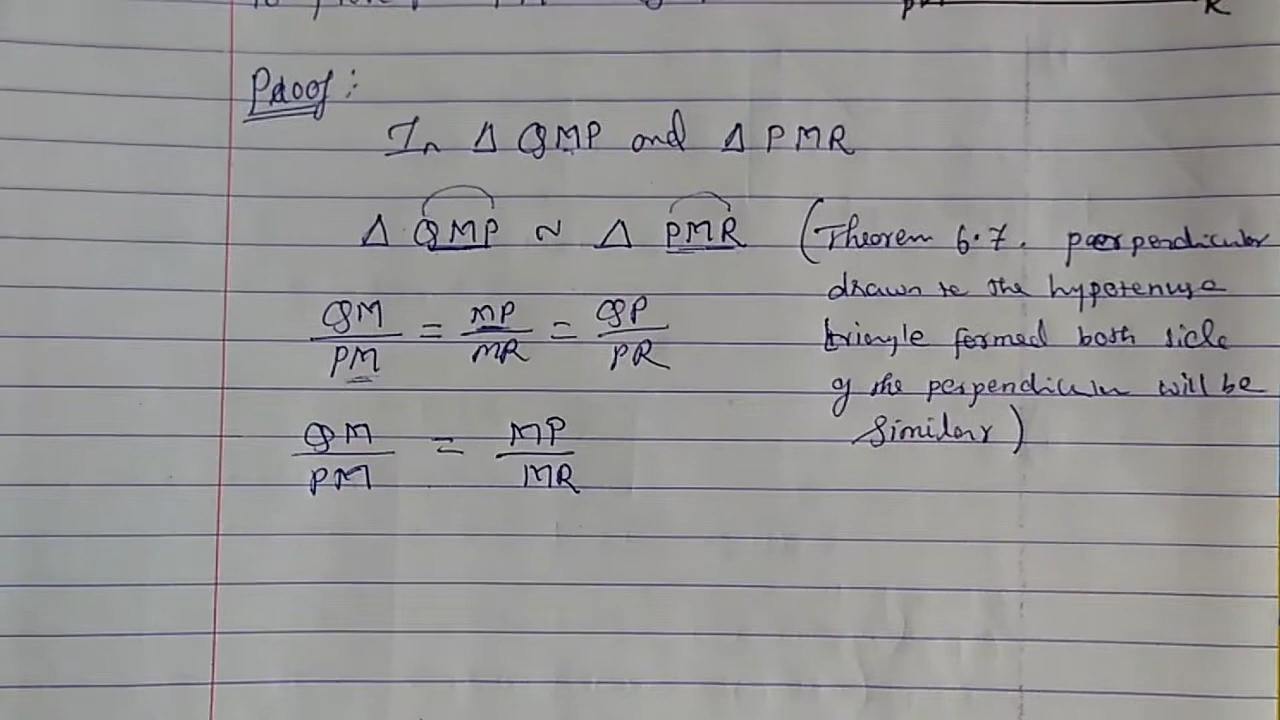 P R
Proof :
In Δ QMP and Δ PMR
Δ QMP ~ Δ PMR (Theorem 6.7. perpendicular
drawn to the hypotenuse
triangle formed both side
of the perpendicular will be
similar)
QM/PM = MP/MR = QP/PR
QM/PM = MP/MR